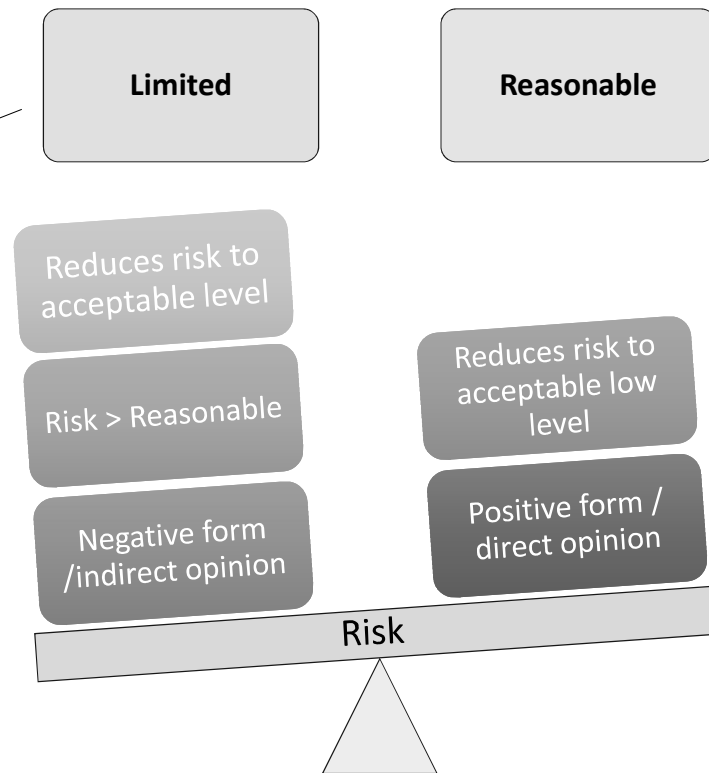 Limited
Reasonable
Reduces risk to
acceptable level
Risk > Reasonable
Negative form
/indirect opinion
Reduces risk to
acceptable low
level
Positive form /
direct opinion
Risk